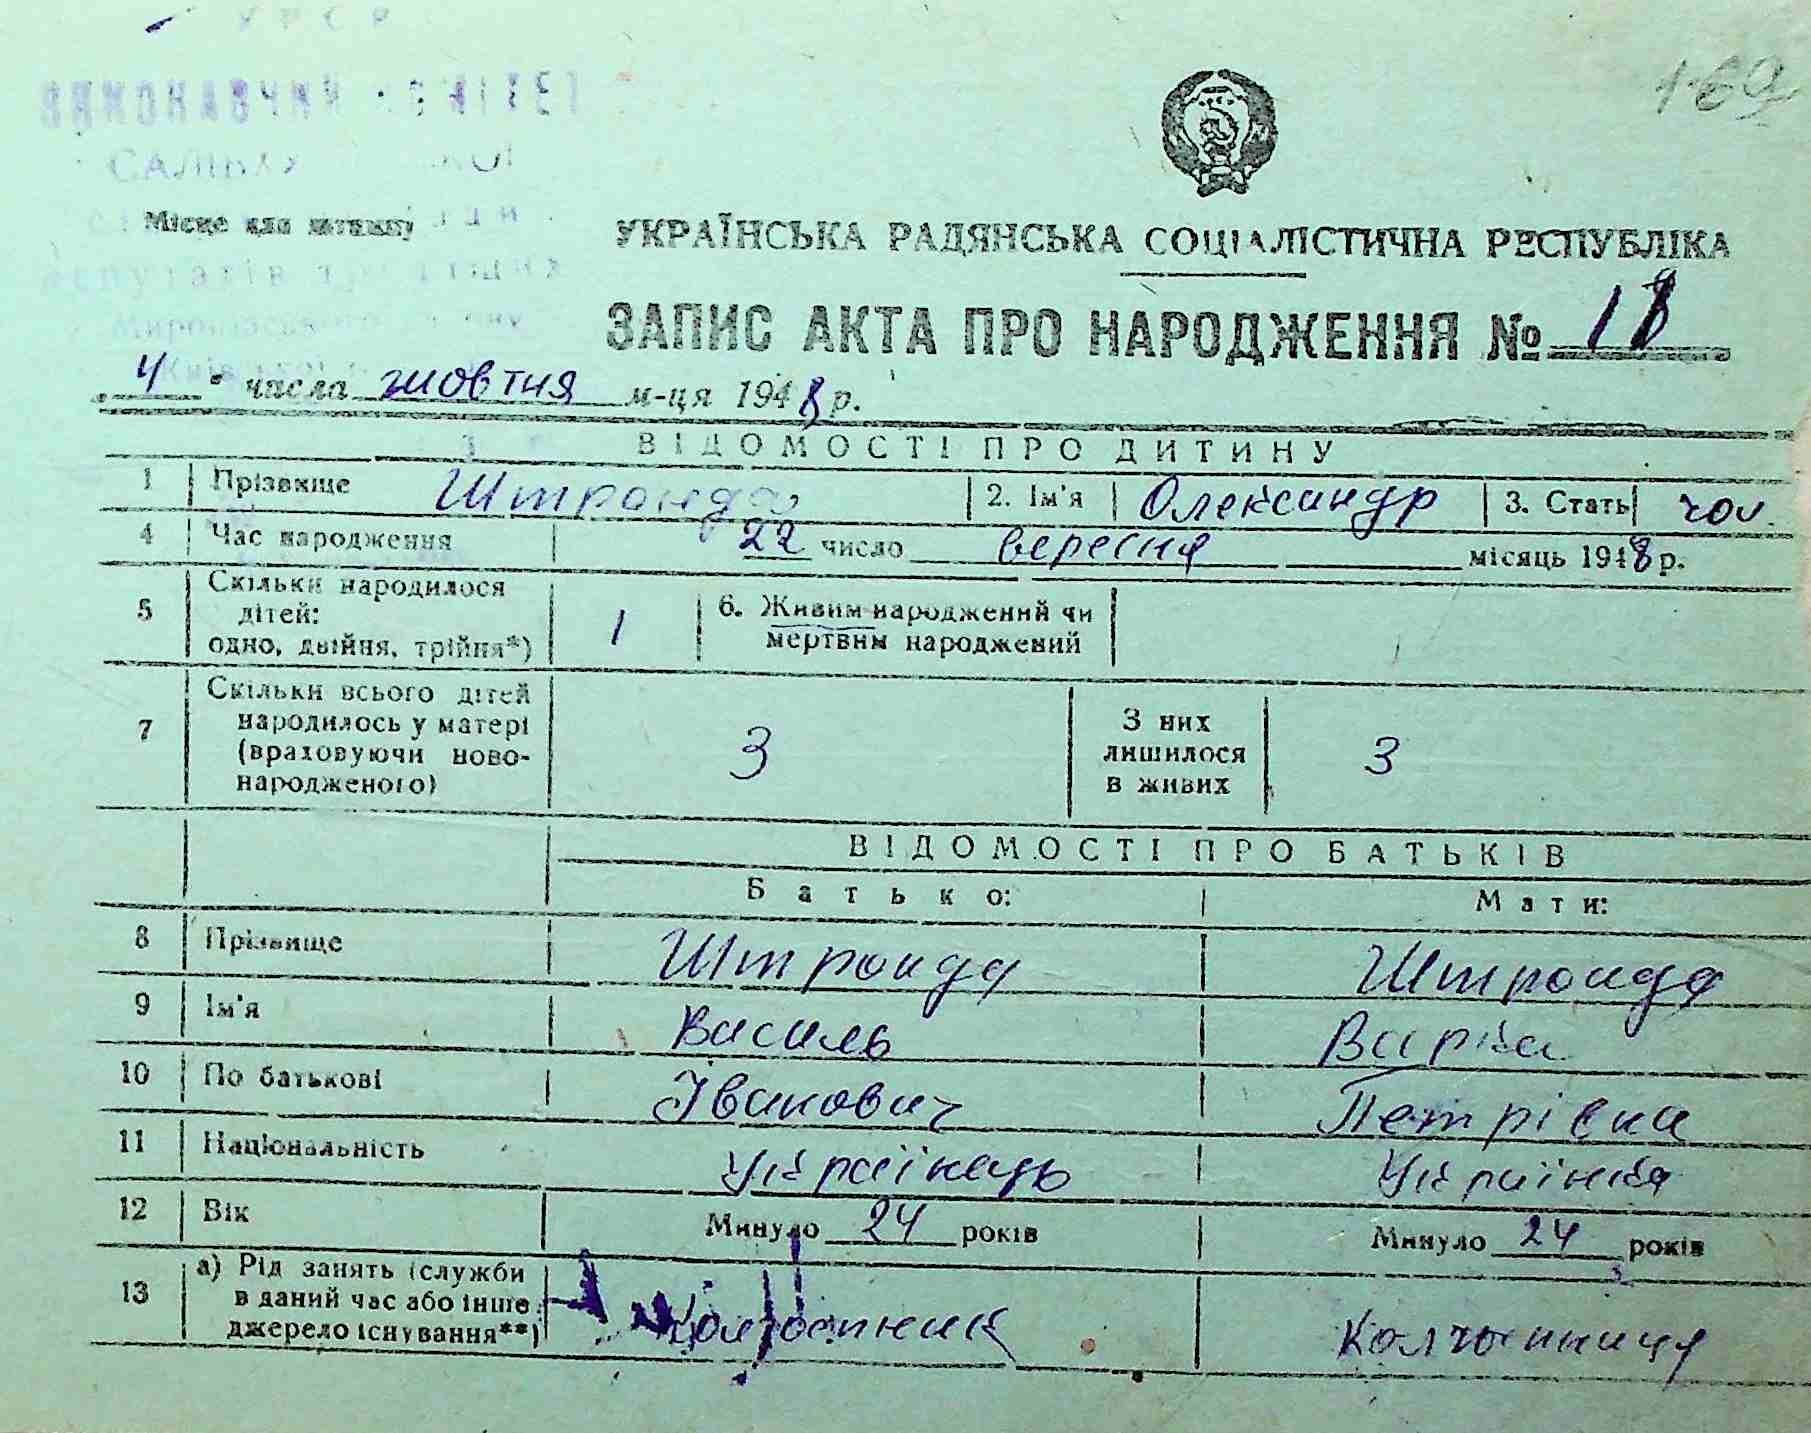 УРСР
ВИКОНАВЧИЙ КОМІТЕТ
Місце для штампу
депутатів трудящих
169
УКРАЇНСЬКА РАДЯНСЬКА СОЦІАЛІСТИЧНА РЕСПУБЛІКА
ЗАПИС АКТА ПРО НАРОДЖЕННЯ № 18
4 " числа жовтня м-ця 1948 р.
ВІДОМОСТІ ПРО ДИТИНУ
1 Прізвище Штронда 2. Ім'я Олександр 3. Стать чол.
4 Час народження 22 число вересня місяць 1948 р.
5 Скільки народилося дітей: одно, двійня, трійня*) 1 6. Живим народжений чи мертвим народжений
7 Скільки всього дітей народилось у матері (враховуючи ново-народженого) 3 З них лишилося в живих 3
ВІДОМОСТІ ПРО БАТЬКІВ
Батько: Мати:
8 Прізвище Штронда Штронда
9 Ім'я Василь Варка
10 По батькові Іванович Петрівна
11 Національність Українець Українка
12 Вік Минуло 24 років Минуло 24 років
13 а) Рід занять (служби в даний час або інше джерело існування**) Колгоспник Колгоспниця